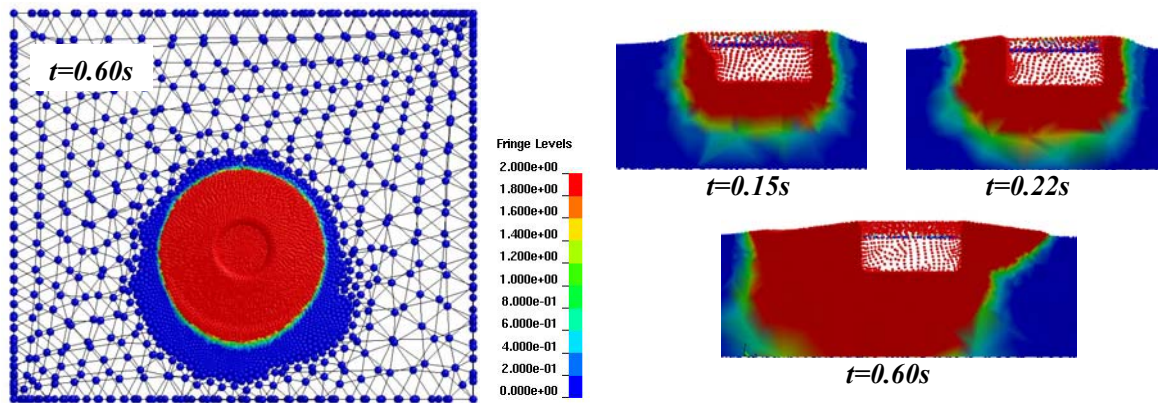 t=0.60s
Fringe Levels
2.000e+00
1.800e+00
1.600e+00
1.400e+00
1.200e+00
1.000e+00
8.000e-01
6.000e-01
4.000e-01
2.000e-01
0.000e+00
t=0.15s
t=0.22s
t=0.60s